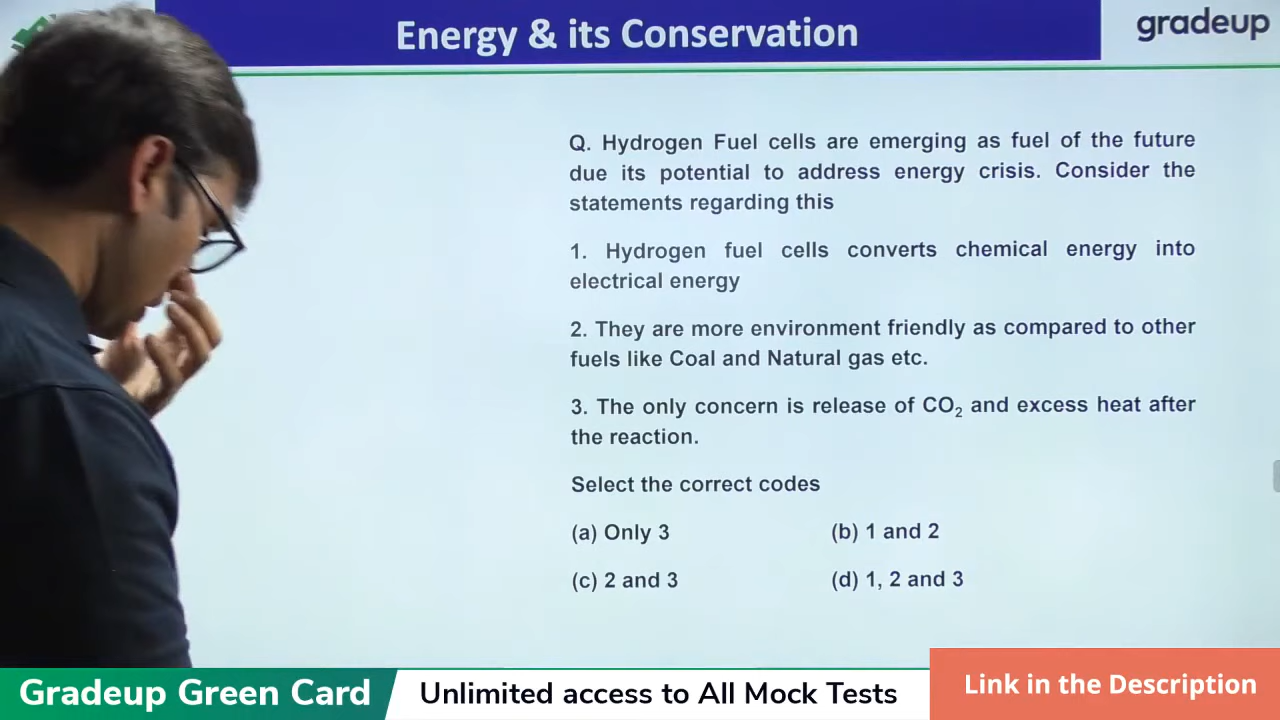 Energy & its Conservation
gradeup
Q. Hydrogen Fuel cells are emerging as fuel of the future
due its potential to address energy crisis. Consider the
statements regarding this
1. Hydrogen fuel cells converts chemical energy into
electrical energy
2. They are more environment friendly as compared to other
fuels like Coal and Natural gas etc.
3. The only concern is release of CO₂ and excess heat after
the reaction.
Select the correct codes
(a) Only 3
(b) 1 and 2
(c) 2 and 3
(d) 1, 2 and 3
Gradeup Green Card
Unlimited access to All Mock Tests
Link in the Description